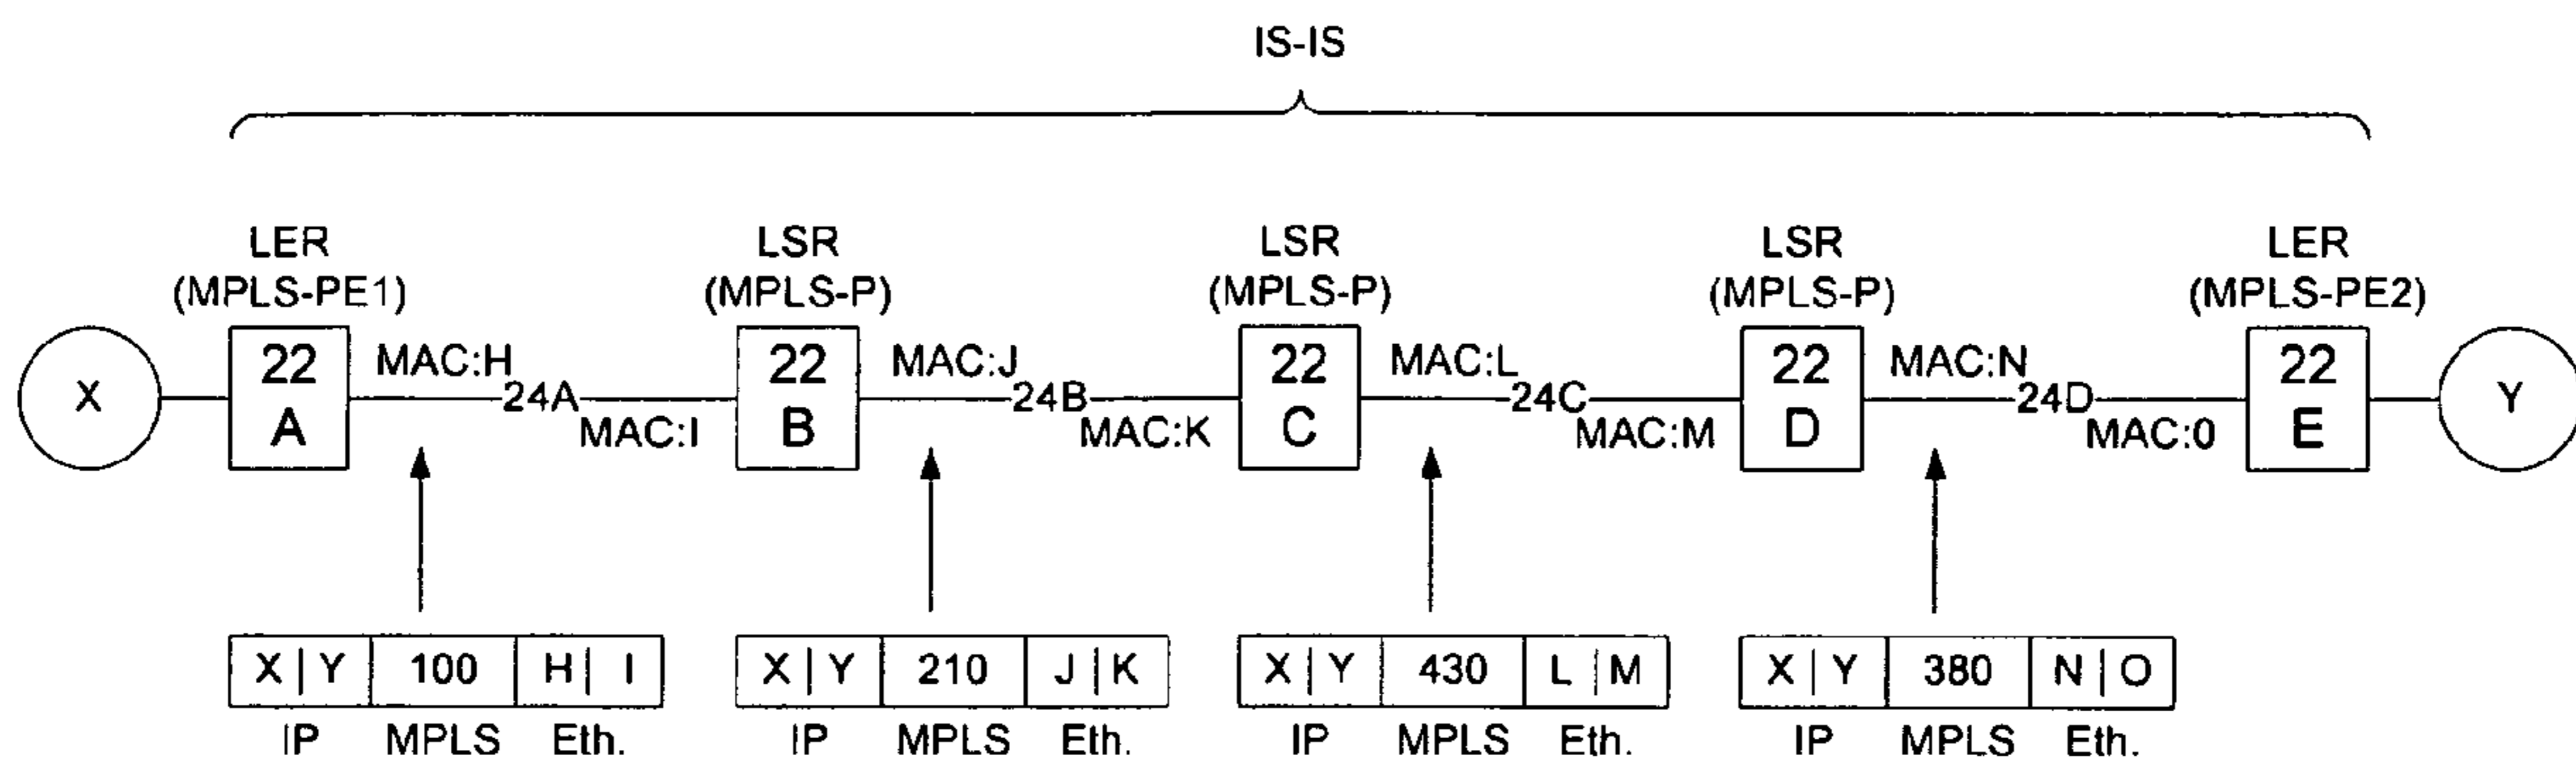 IS-IS
LER
(MPLS-PE1)
LSR
(MPLS-P)
LSR
(MPLS-P)
LSR
(MPLS-P)
LER
(MPLS-PE2)
X
22
A
MAC:H
24A
MAC:I
22
B
MAC:J
24B
MAC:K
22
C
MAC:L
24C
MAC:M
22
D
MAC:N
24D
MAC:0
22
E
Y
X | Y 100 H | I
IP MPLS Eth.
X | Y 210 J | K
IP MPLS Eth.
X | Y 430 L | M
IP MPLS Eth.
X | Y 380 N | O
IP MPLS Eth.